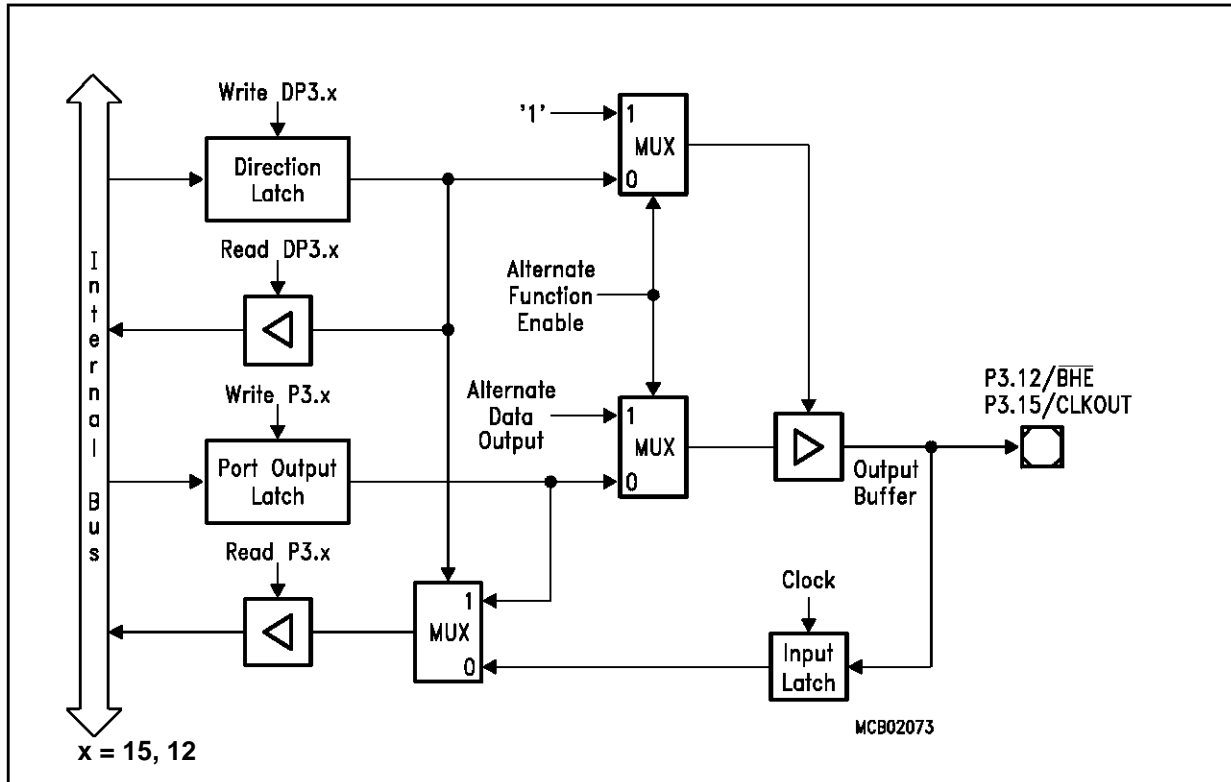 Write DP3.x
Direction
Latch
Read DP3.x
Write P3.x
Port Output
Latch
Read P3.x
Internal Bus
x = 15, 12
'1'
1
MUX
0
Alternate
Function
Enable
Alternate
Data
Output
1
MUX
0
1
MUX
0
Clock
Input
Latch
Output
Buffer
P3.12/B̅H̅E̅
P3.15/CLKOUT
MCB02073